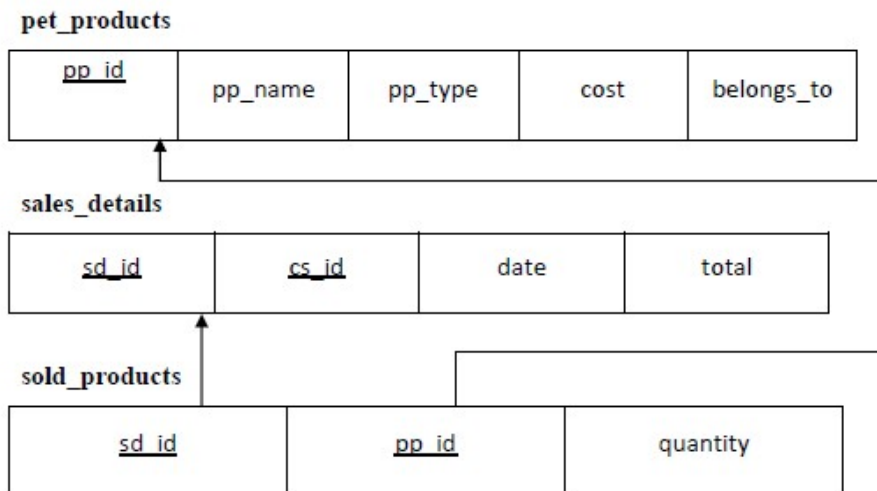 pet_products
pp_id pp_name pp_type cost belongs_to
sales_details
sd_id cs_id date total
sold_products
sd_id pp_id quantity